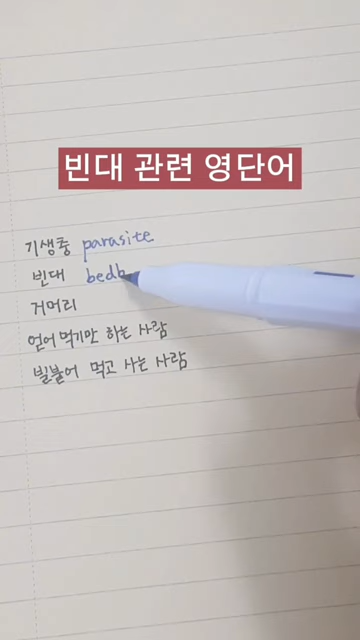 빈대 관련 영단어
기생충 parasite
빈대 bedb
거머리
얻어 먹기만 하는 사람
빌붙어 먹고 사는 사람